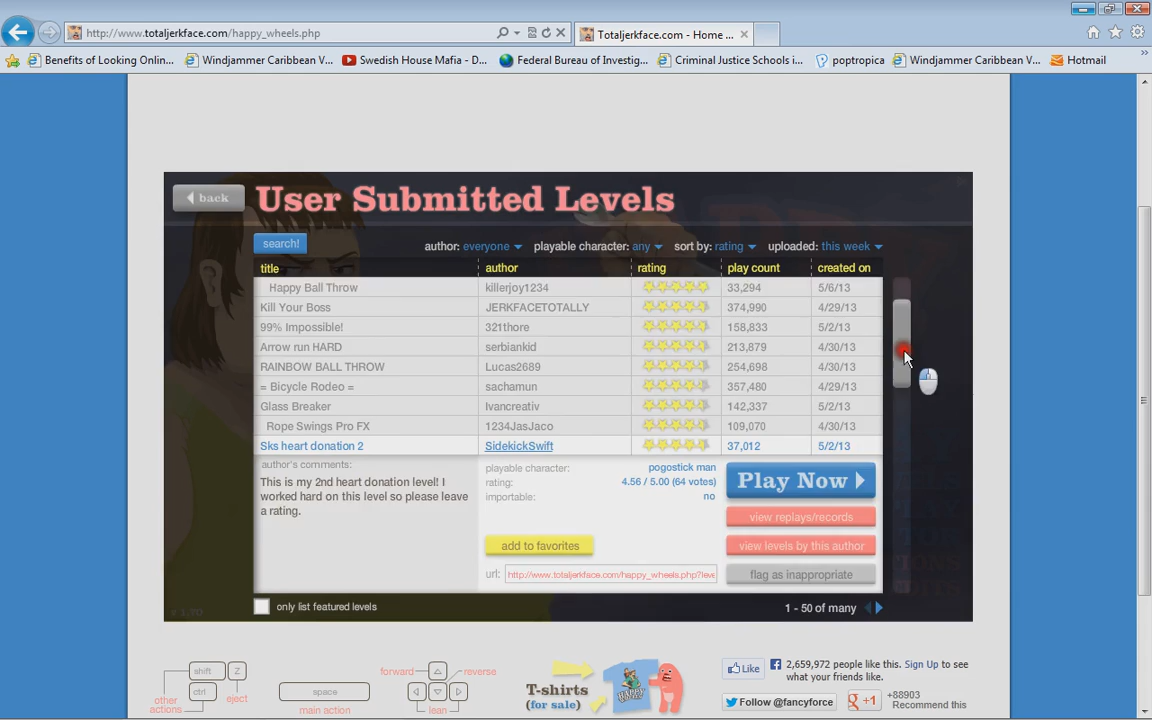 http://www.totaljerkface.com/happy_wheels.php
Totaljerkface.com - Home ...
Benefits of Looking Onlin...
Windjammer Caribbean V...
Swedish House Mafia - D...
Federal Bureau of Investig...
Criminal Justice Schools i...
poptropica
Windjammer Caribbean V...
Hotmail
back
User Submitted Levels
search!
author: everyone
playable character: any
sort by: rating
uploaded: this week
title author rating play count created on
Happy Ball Throw killerjoy1234 33,294 5/6/13
Kill Your Boss JERKFACETOTALLY 374,990 4/29/13
99% Impossible! 321thore 158,833 5/2/13
Arrow run HARD serbiankid 213,879 4/30/13
RAINBOW BALL THROW Lucas2689 254,698 4/30/13
= Bicycle Rodeo = sachamun 357,480 4/29/13
Glass Breaker Ivancreativ 142,337 5/2/13
Rope Swings Pro FX 1234JasJaco 109,070 4/30/13
Sks heart donation 2 SidekickSwift 37,012 5/2/13
author's comments:
This is my 2nd heart donation level! I
worked hard on this level so please leave
a rating.
playable character: pogostick man
rating: 4.56 / 5.00 (64 votes)
importable: no
add to favorites
url: http://www.totaljerkface.com/happy_wheels.php?leve
Play Now
view replays/records
view levels by this author
flag as inappropriate
only list featured levels
1 - 50 of many
v 1.70
shift Z
ctrl
other
actions
eject
space
main action
forward
reverse
lean
T-shirts
(for sale)
HAPPY
Like
2,659,972 people like this. Sign Up to see
what your friends like.
Follow @fancyforce
+1
+88903
Recommend this